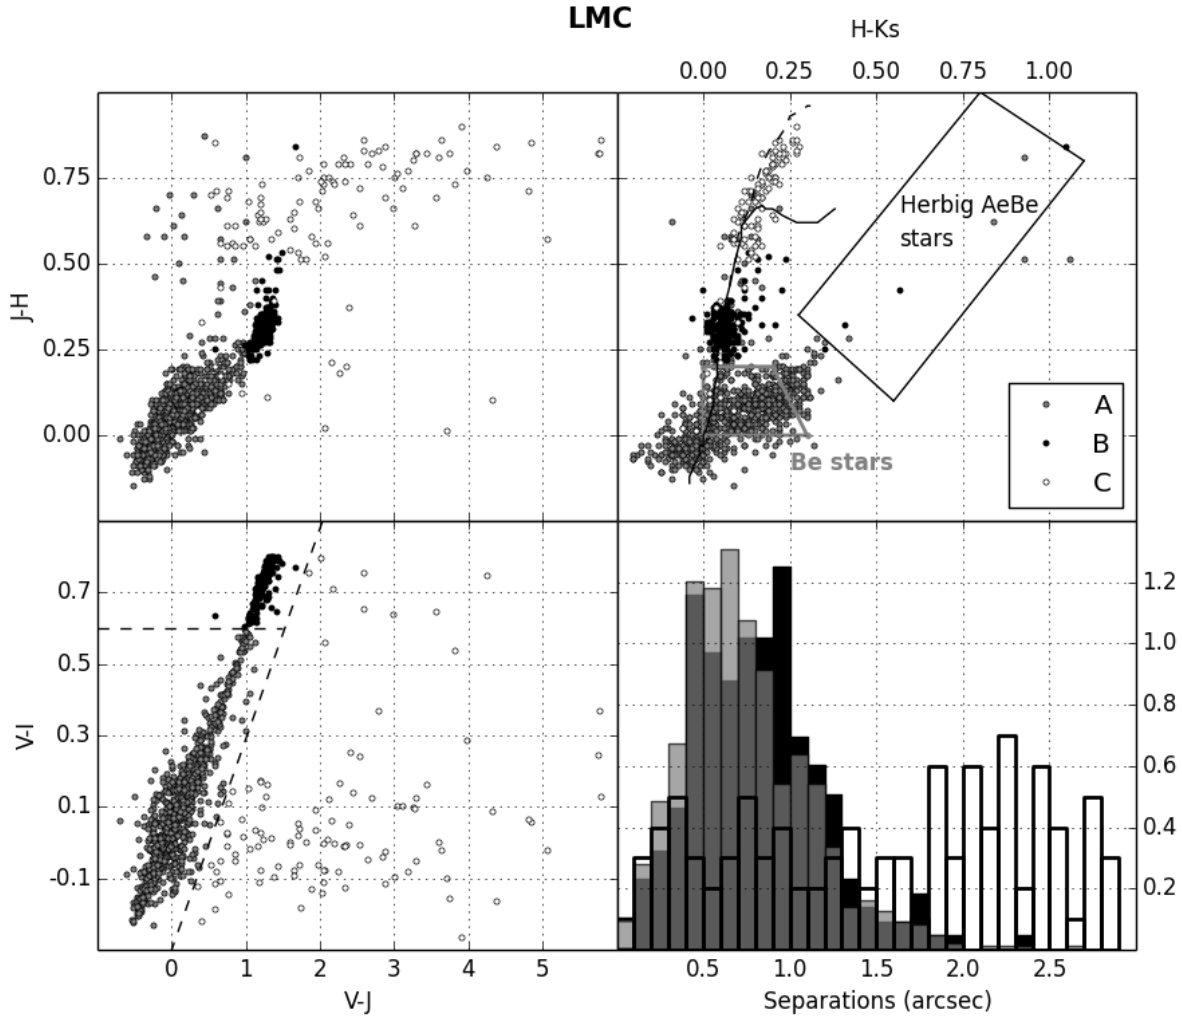 LMC
H-Ks
0.00 0.25 0.50 0.75 1.00
0.75
0.50
0.25
0.00
J-H
Herbig AeBe
stars
A
B
C
Be stars
0.7
0.5
0.3
0.1
-0.1
V-I
1.2
1.0
0.8
0.6
0.4
0.2
0 1 2 3 4 5
V-J
0.5 1.0 1.5 2.0 2.5
Separations (arcsec)